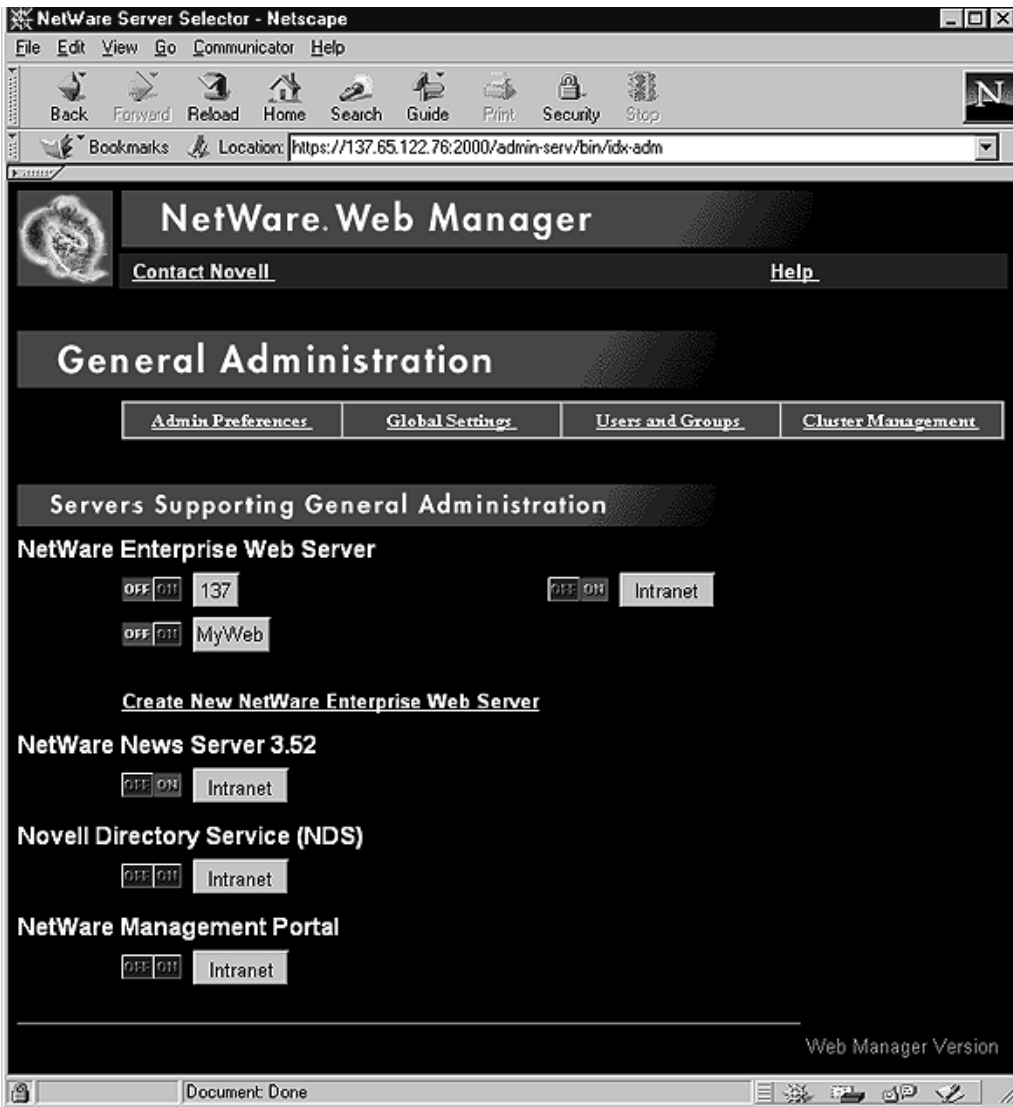 NetWare Server Selector - Netscape
File Edit View Go Communicator Help
Back Forward Reload Home Search Guide Print Security Stop
N
Bookmarks Location: https://137.65.122.76:2000/admin-serv/bin/idx-adm
NetWare. Web Manager
Contact Novell Help
General Administration
Admin Preferences Global Settings Users and Groups Cluster Management
Servers Supporting General Administration
NetWare Enterprise Web Server
OFF ON 137 OFF ON Intranet
OFF ON MyWeb
Create New NetWare Enterprise Web Server
NetWare News Server 3.52
OFF ON Intranet
Novell Directory Service (NDS)
OFF ON Intranet
NetWare Management Portal
OFF ON Intranet
Web Manager Version
Document: Done